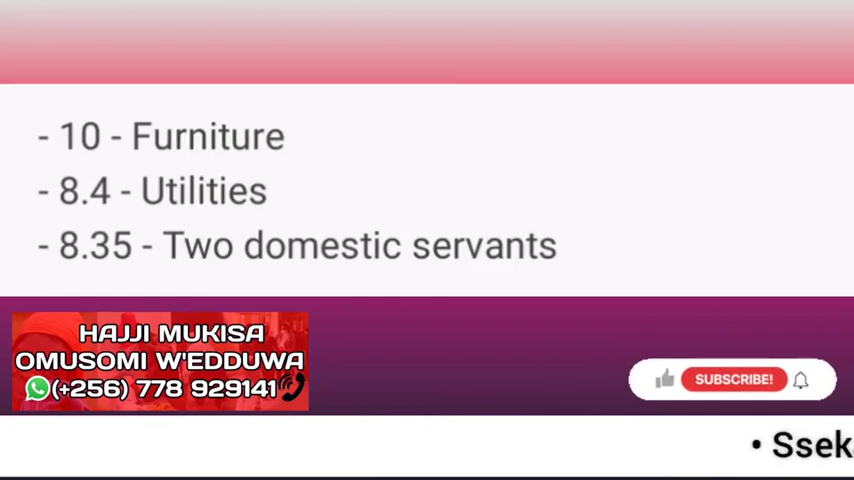 - 10 - Furniture
- 8.4 - Utilities
- 8.35 - Two domestic servants
HAJJI MUKISA
OMUSOMI W'EDDUWA
(+256) 778 929141
SUBSCRIBE!
• Ssek